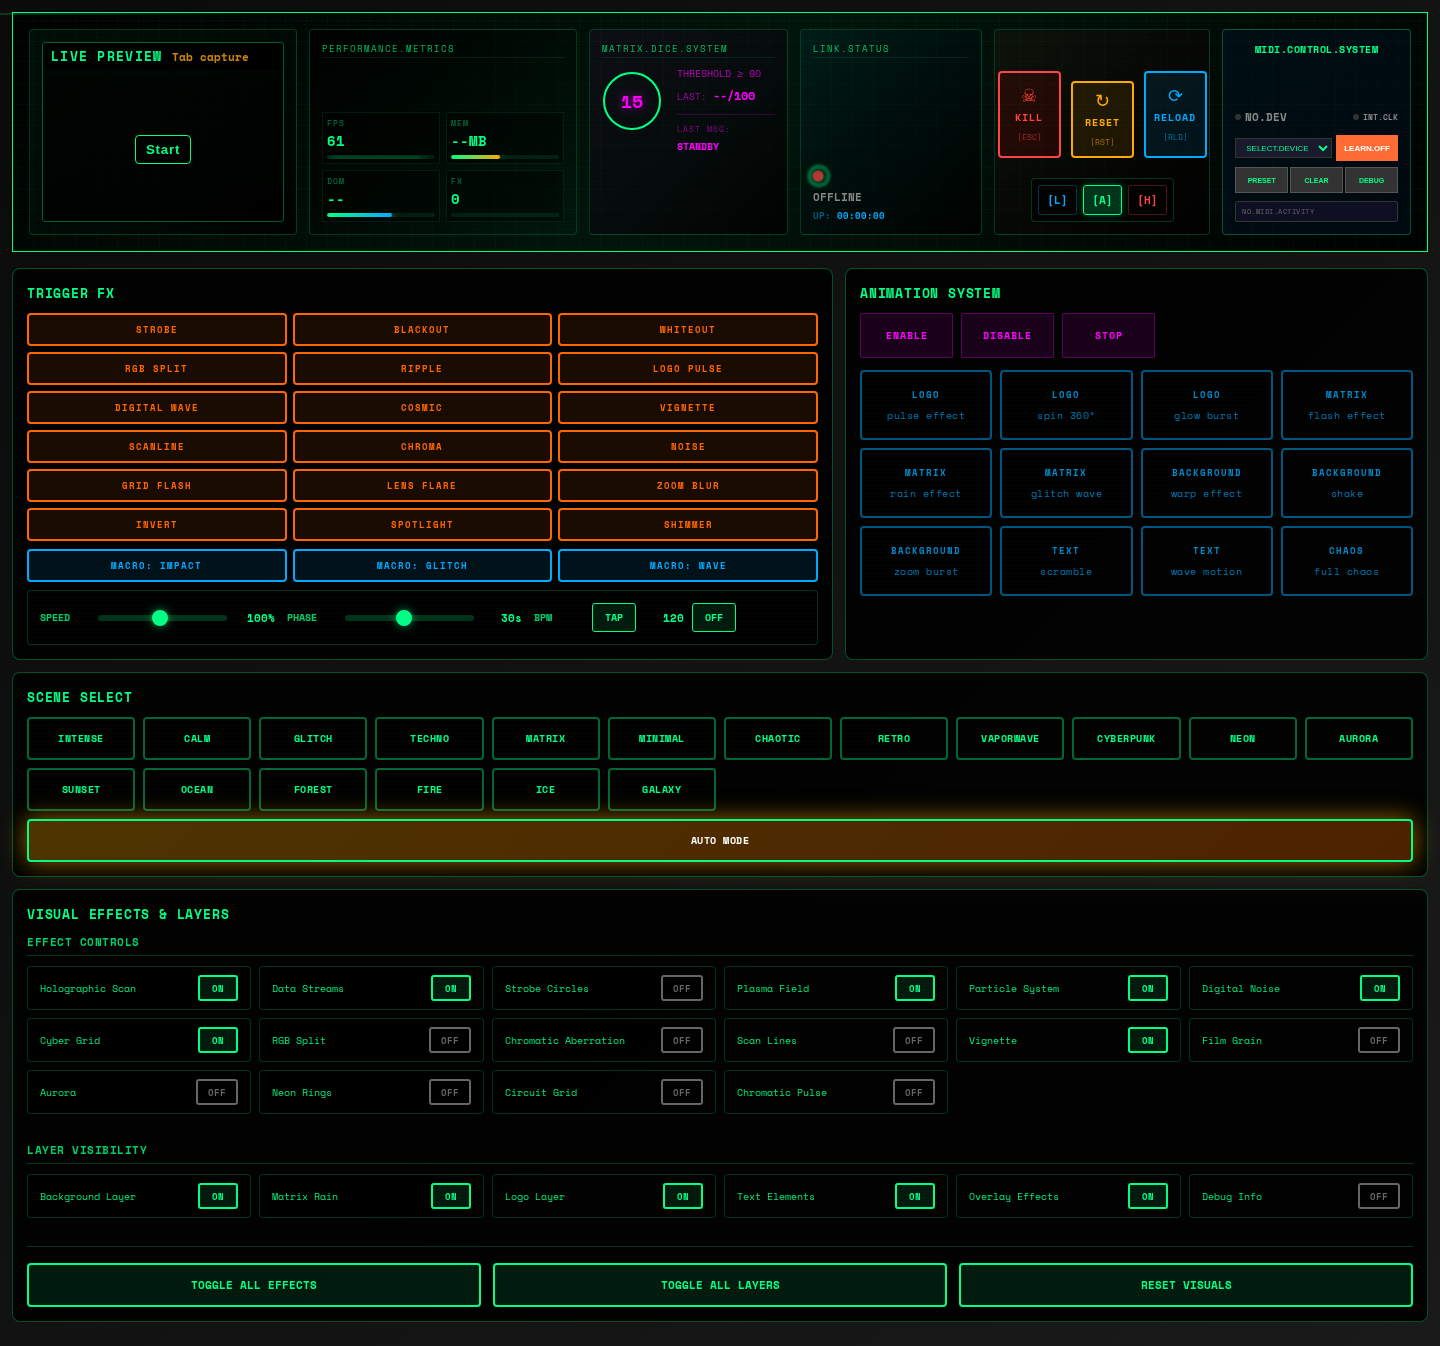 LIVE PREVIEW Tab capture
Start
PERFORMANCE.METRICS
FPS
61
MEM
--MB
DOM
--
FX
0
MATRIX.DICE.SYSTEM
15
THRESHOLD ≥ 90
LAST: --/100
LAST MSG:
STANDBY
LINK.STATUS
OFFLINE
UP: 00:00:00
☠
KILL
[ESC]
↻
RESET
[RST]
⟳
RELOAD
[RLD]
[L] [A] [H]
MIDI.CONTROL.SYSTEM
NO.DEV INT.CLK
SELECT.DEVICE LEARN.OFF
PRESET CLEAR DEBUG
NO.MIDI.ACTIVITY
TRIGGER FX
STROBE BLACKOUT WHITEOUT
RGB SPLIT RIPPLE LOGO PULSE
DIGITAL WAVE COSMIC VIGNETTE
SCANLINE CHROMA NOISE
GRID FLASH LENS FLARE ZOOM BLUR
INVERT SPOTLIGHT SHIMMER
MACRO: IMPACT MACRO: GLITCH MACRO: WAVE
SPEED 100% PHASE 30s BPM TAP 120 OFF
ANIMATION SYSTEM
ENABLE DISABLE STOP
LOGO LOGO LOGO MATRIX
pulse effect spin 360° glow burst flash effect
MATRIX MATRIX BACKGROUND BACKGROUND
rain effect glitch wave warp effect shake
BACKGROUND TEXT TEXT CHAOS
zoom burst scramble wave motion full chaos
SCENE SELECT
INTENSE CALM GLITCH TECHNO MATRIX MINIMAL CHAOTIC RETRO VAPORWAVE CYBERPUNK NEON AURORA
SUNSET OCEAN FOREST FIRE ICE GALAXY
AUTO MODE
VISUAL EFFECTS & LAYERS
EFFECT CONTROLS
Holographic Scan ON Data Streams ON Strobe Circles OFF Plasma Field ON Particle System ON Digital Noise ON
Cyber Grid ON RGB Split OFF Chromatic Aberration OFF Scan Lines OFF Vignette ON Film Grain OFF
Aurora OFF Neon Rings OFF Circuit Grid OFF Chromatic Pulse OFF
LAYER VISIBILITY
Background Layer ON Matrix Rain ON Logo Layer ON Text Elements ON Overlay Effects ON Debug Info OFF
TOGGLE ALL EFFECTS TOGGLE ALL LAYERS RESET VISUALS